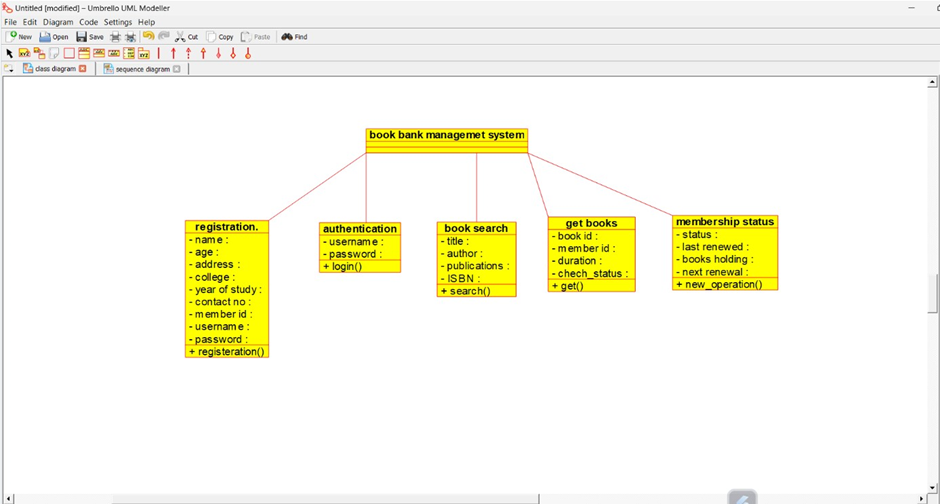 Untitled [modified] – Umbrello UML Modeller
File Edit Diagram Code Settings Help
New Open Save Cut Copy Paste Find
class diagram sequence diagram
book bank managemet system
registration.
- name :
- age :
- address :
- college :
- year of study :
- contact no :
- member id :
- username :
- password :
+ registeration()
authentication
- username :
- password :
+ login()
book search
- title :
- author :
- publications :
- ISBN :
+ search()
get books
- book id :
- member id :
- duration :
- chech_status :
+ get()
membership status
- status :
- last renewed :
- books holding :
- next renewal :
+ new_operation()